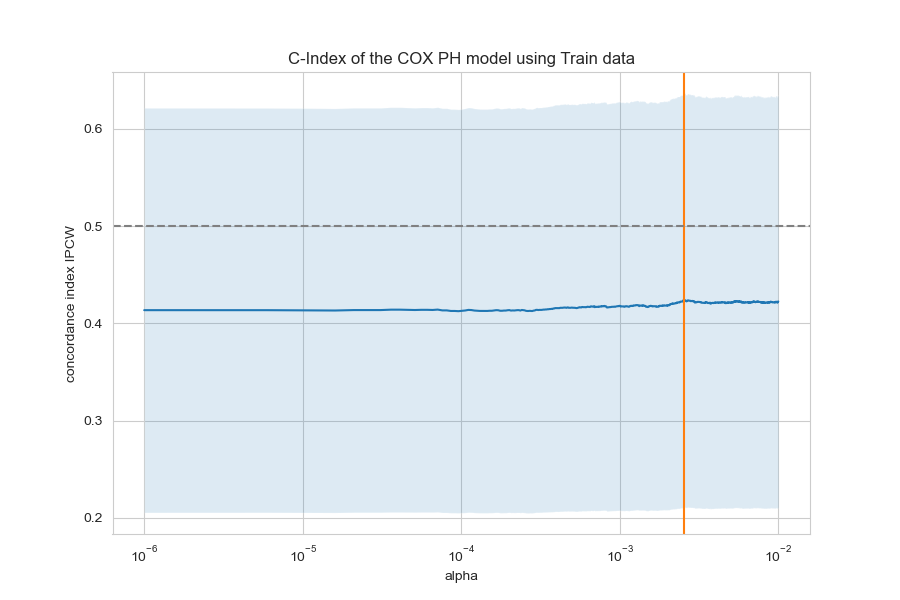 C-Index of the COX PH model using Train data
concordance index IPCW
0.6
0.5
0.4
0.3
0.2
10⁻⁶ 10⁻⁵ 10⁻⁴ 10⁻³ 10⁻²
alpha